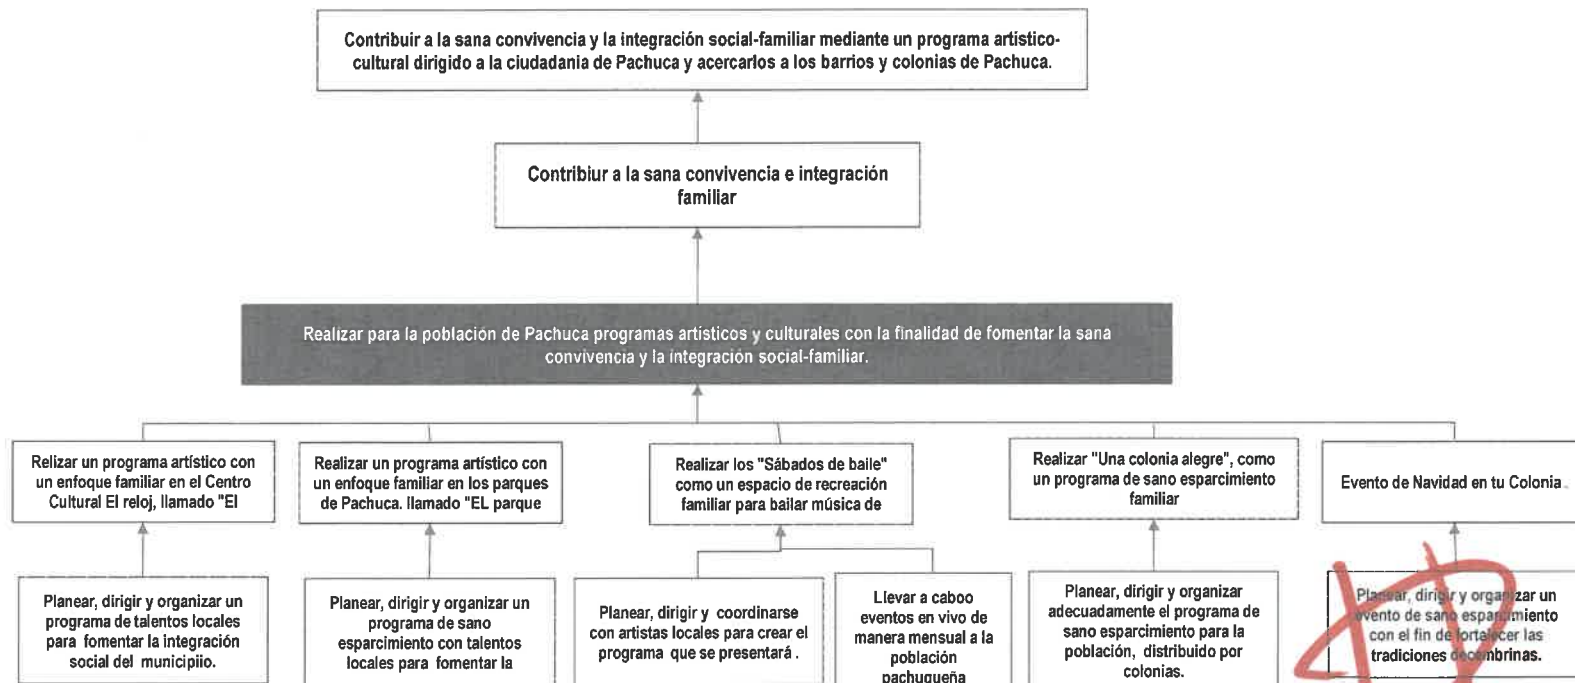 Contribuir a la sana convivencia y la integración social-familiar mediante un programa artístico-
cultural dirigido a la ciudadania de Pachuca y acercarlos a los barrios y colonias de Pachuca.
Contribiur a la sana convivencia e integración
familiar
Realizar para la población de Pachuca programas artísticos y culturales con la finalidad de fomentar la sana
convivencia y la integración social-familiar.
Relizar un programa artístico con
un enfoque familiar en el Centro
Cultural El reloj, llamado "El
Realizar un programa artístico con
un enfoque familiar en los parques
de Pachuca. llamado "EL parque
Realizar los "Sábados de baile"
como un espacio de recreación
familiar para bailar música de
Realizar "Una colonia alegre", como
un programa de sano esparcimiento
familiar
Evento de Navidad en tu Colonia .
Planear, dirigir y organizar un
programa de talentos locales
para fomentar la integración
social del municipiio.
Planear, dirigir y organizar un
programa de sano
esparcimiento con talentos
locales para fomentar la
Planear, dirigir y coordinarse
con artistas locales para crear el
programa que se presentará .
Llevar a caboo
eventos en vivo de
manera mensual a la
población
pachuqueña
Planear, dirigir y organizar
adecuadamente el programa de
sano esparcimiento para la
población, distribuido por
colonias.
Planear, dirigir y organizar un
evento de sano esparcimiento
con el fin de fortalecer las
tradiciones decembrinas.